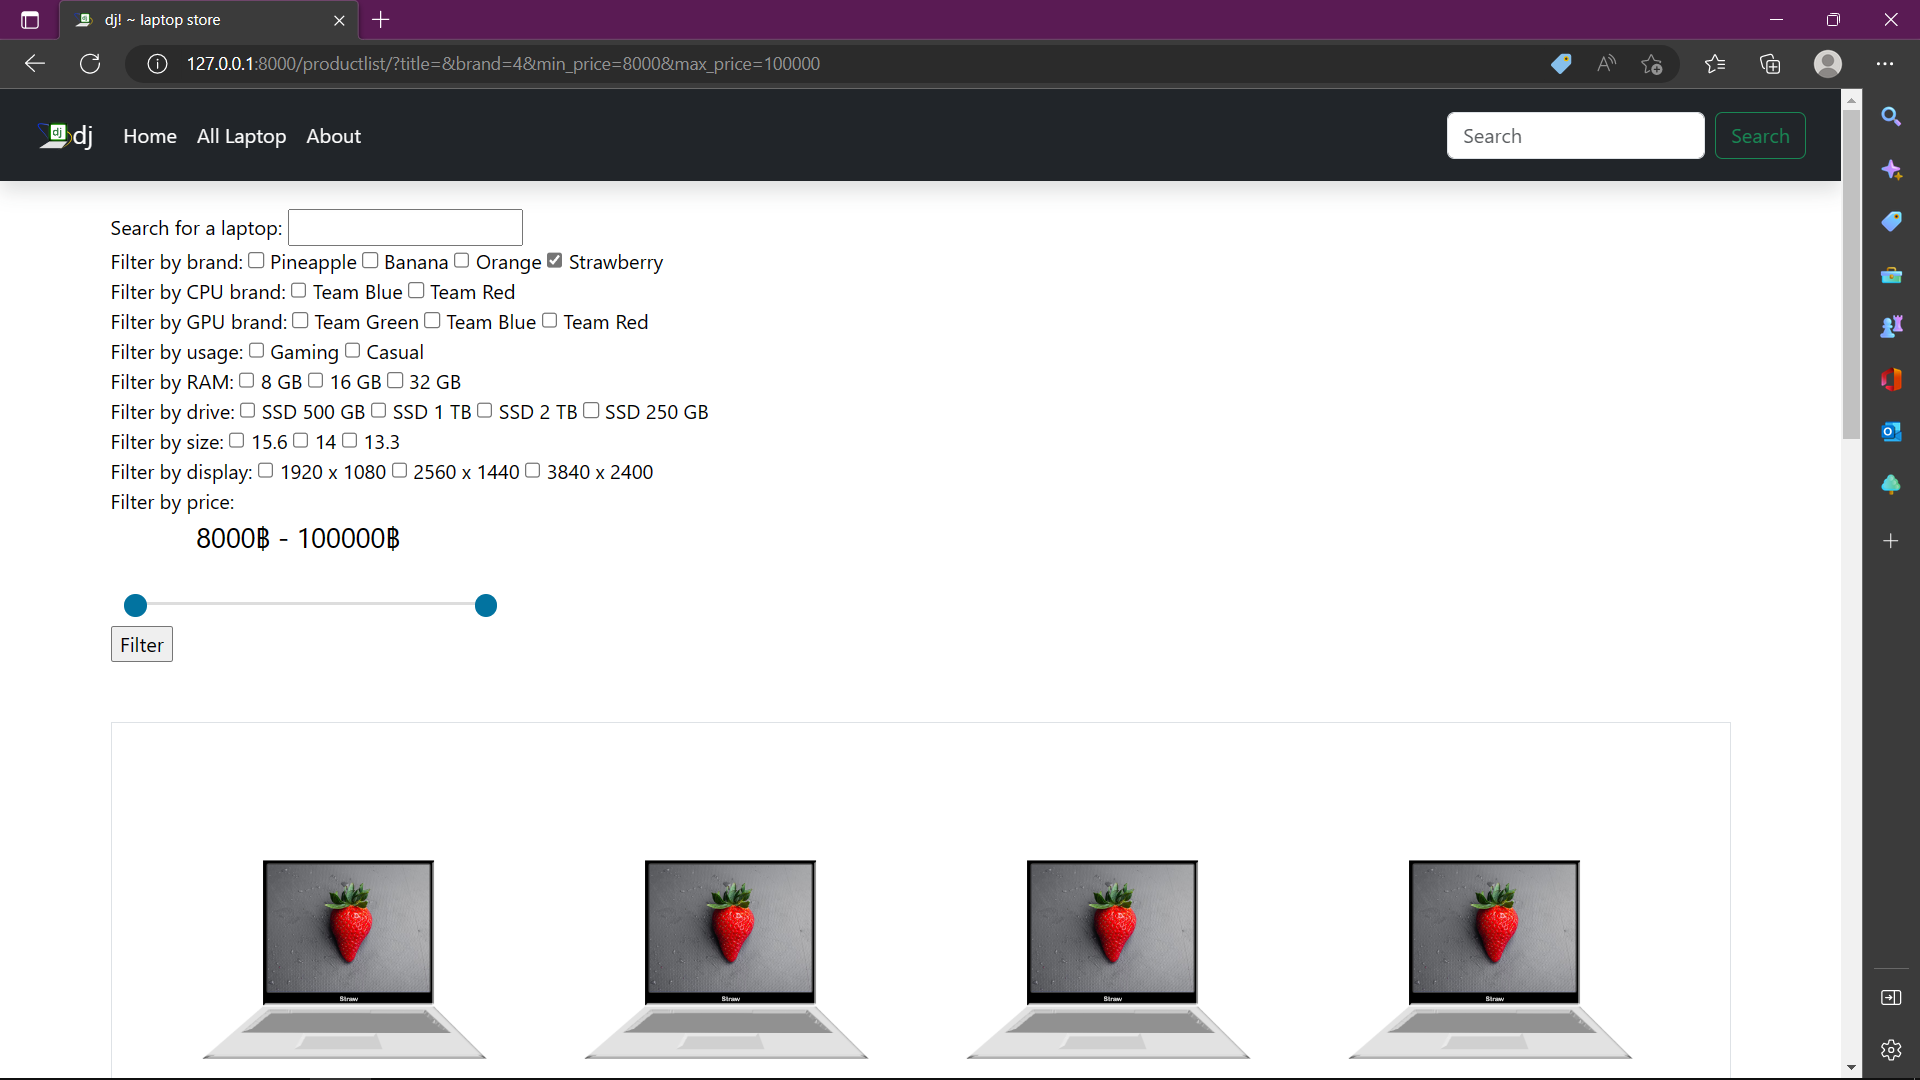 dj! ~ laptop store
127.0.0.1:8000/productlist/?title=&brand=4&min_price=8000&max_price=100000
dj dj Home All Laptop About Search Search
Search for a laptop:
Filter by brand: Pineapple Banana Orange Strawberry
Filter by CPU brand: Team Blue Team Red
Filter by GPU brand: Team Green Team Blue Team Red
Filter by usage: Gaming Casual
Filter by RAM: 8 GB 16 GB 32 GB
Filter by drive: SSD 500 GB SSD 1 TB SSD 2 TB SSD 250 GB
Filter by size: 15.6 14 13.3
Filter by display: 1920 x 1080 2560 x 1440 3840 x 2400
Filter by price:
8000฿ - 100000฿
Filter
Straw Straw Straw Straw